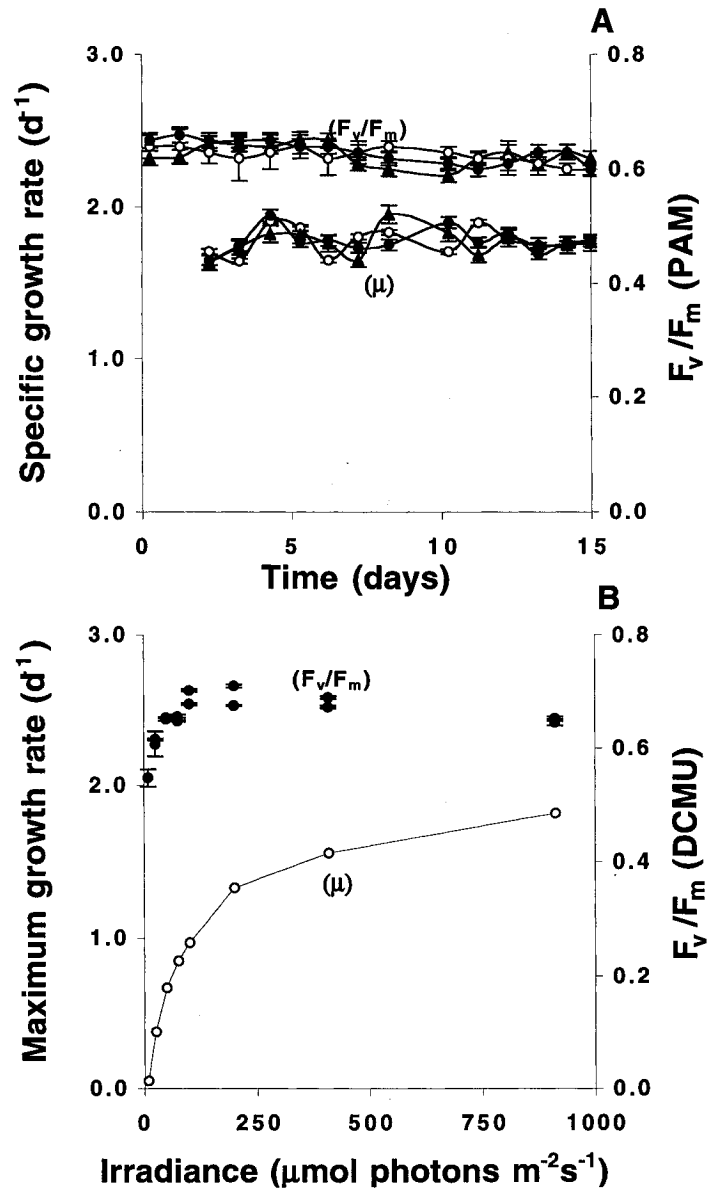 A
3.0
0.8
(Fv/Fm)
2.0
0.6
(μ)
0.4
1.0
0.2
0.0
0.0
Specific growth rate (d-1)
Fv/Fm (PAM)
0 5 10 15
Time (days)
B
3.0
0.8
(Fv/Fm)
0.6
2.0
0.4
(μ)
1.0
0.2
0.0
0.0
Maximum growth rate (d-1)
Fv/Fm (DCMU)
0 250 500 750 1000
Irradiance (μmol photons m-2s-1)